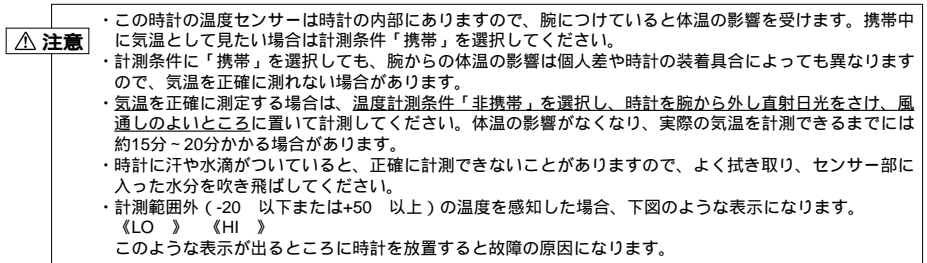 ・この時計の温度センサーは時計の内部にありますので、腕につけていると体温の影響を受けます。携帯中
⚠ 注意
に気温として見たい場合は計測条件「携帯」を選択してください。
・計測条件に「携帯」を選択しても、腕からの体温の影響は個人差や時計の装着具合によっても異なります
ので、気温を正確に測れない場合があります。
・気温を正確に測定する場合は、温度計測条件「非携帯」を選択し、時計を腕から外し直射日光をさけ、風
通しのよいところに置いて計測してください。体温の影響がなくなり、実際の気温を計測できるまでには
約15分~20分かかる場合があります。
・時計に汗や水滴がついていると、正確に計測できないことがありますので、よく拭き取り、センサー部に
入った水分を吹き飛ばしてください。
・計測範囲外(-20 以下または+50 以上)の温度を感知した場合、下図のような表示になります。
《LO 》 《HI 》
このような表示が出るところに時計を放置すると故障の原因になります。